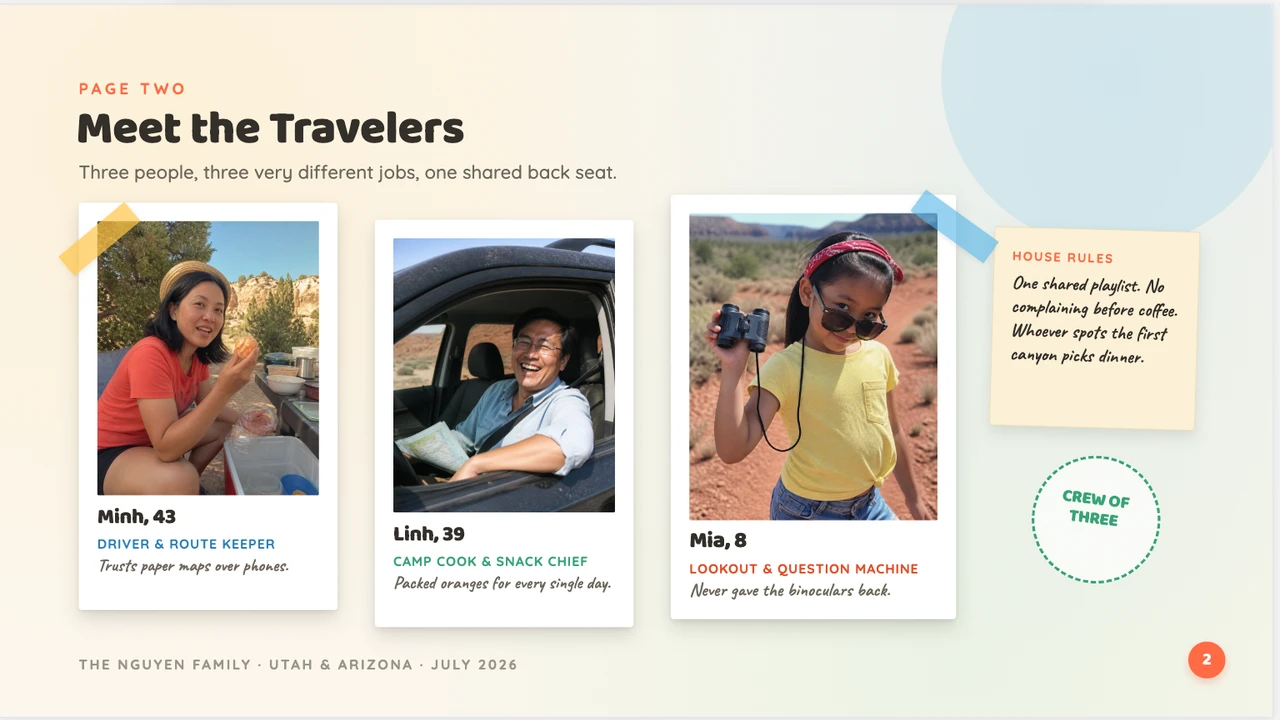 PAGE TWO
Meet the Travelers
Three people, three very different jobs, one shared back seat.
Minh, 43
DRIVER & ROUTE KEEPER
Trusts paper maps over phones.
Linh, 39
CAMP COOK & SNACK CHIEF
Packed oranges for every single day.
Mia, 8
LOOKOUT & QUESTION MACHINE
Never gave the binoculars back.
HOUSE RULES
One shared playlist. No
complaining before coffee.
Whoever spots the first
canyon picks dinner.
CREW OF
THREE
THE NGUYEN FAMILY · UTAH & ARIZONA · JULY 2026
2